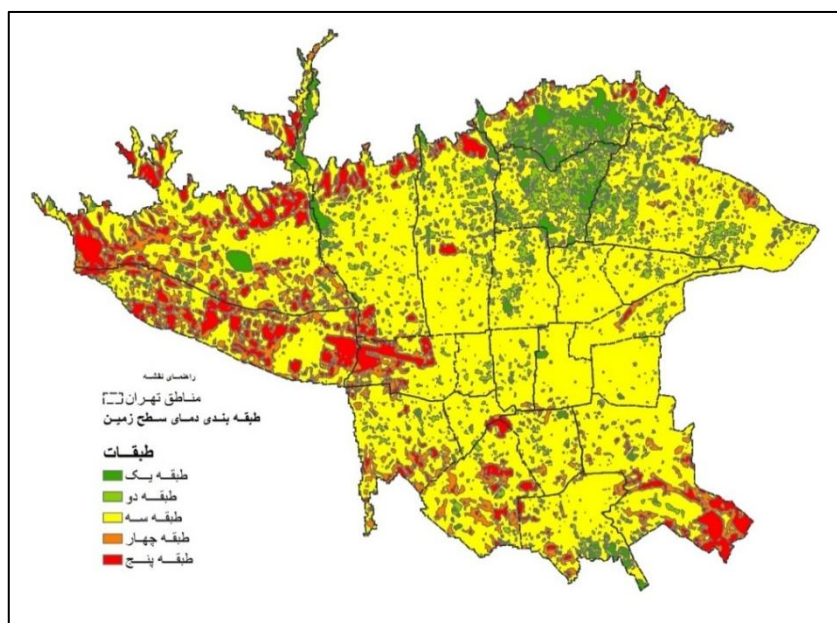 راهنمای نقشه
مناطق تهران
طبقه بندی دمای سطح زمین
طبقات
طبقه یک
طبقه دو
طبقه سه
طبقه چهار
طبقه پنج